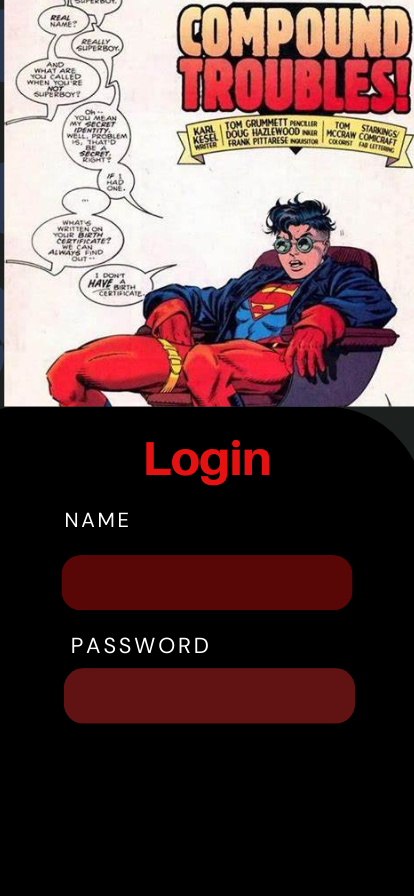 SUPERBOY.
REAL
NAME?
REALLY
SUPERBOY.
AND
WHAT ARE
YOU CALLED
WHEN YOU'RE
NOT
SUPERBOY?
OH--
YOU MEAN
MY SECRET
IDENTITY.
WELL, PROBLEM
IS, THAT'D
BE A
SECRET,
RIGHT?
IF I
HAD
ONE.
...
WHAT'S
WRITTEN ON
YOUR BIRTH
CERTIFICATE?
WE CAN
ALWAYS FIND
OUT--
I DON'T
HAVE A
BIRTH
CERTIFICATE.
COMPOUND
TROUBLES!
KARL
KESEL
WRITER
TOM GRUMMETT PENCILLER
DOUG HAZLEWOOD INKER
FRANK PITTARESE INQUISITOR
TOM
MCCRAW
COLORIST
STARKINGS/
COMICRAFT
FAB LETTERING
S
Login
NAME
PASSWORD